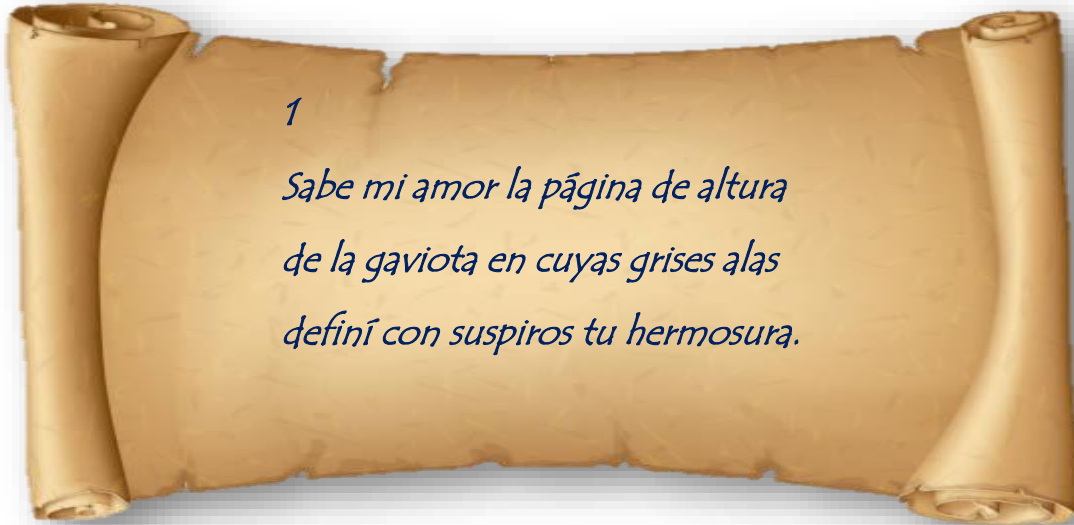 1
Sabe mi amor la página de altura
de la gaviota en cuyas grises alas
definí con suspiros tu hermosura.